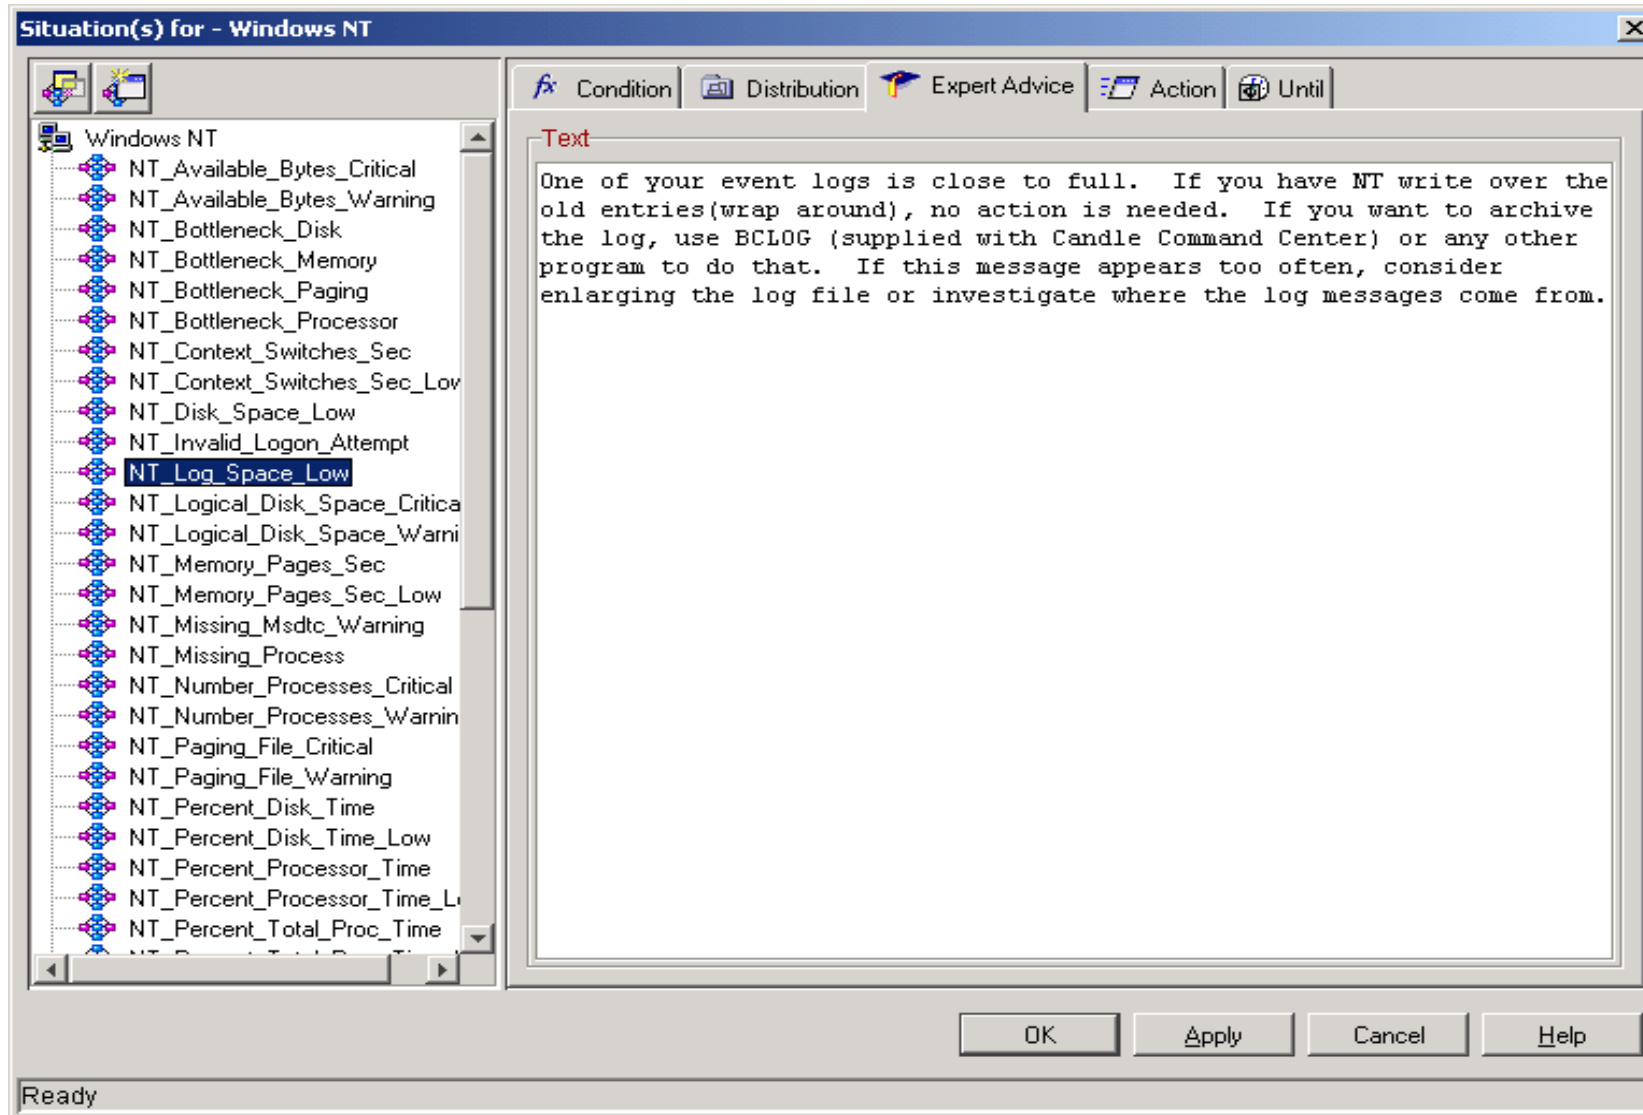 Situation(s) for - Windows NT
Condition
Distribution
Expert Advice
Action
Until
Windows NT
NT_Available_Bytes_Critical
NT_Available_Bytes_Warning
NT_Bottleneck_Disk
NT_Bottleneck_Memory
NT_Bottleneck_Paging
NT_Bottleneck_Processor
NT_Context_Switches_Sec
NT_Context_Switches_Sec_Low
NT_Disk_Space_Low
NT_Invalid_Logon_Attempt
NT_Log_Space_Low
NT_Logical_Disk_Space_Critica
NT_Logical_Disk_Space_Warni
NT_Memory_Pages_Sec
NT_Memory_Pages_Sec_Low
NT_Missing_Msdtc_Warning
NT_Missing_Process
NT_Number_Processes_Critical
NT_Number_Processes_Warnin
NT_Paging_File_Critical
NT_Paging_File_Warning
NT_Percent_Disk_Time
NT_Percent_Disk_Time_Low
NT_Percent_Processor_Time
NT_Percent_Processor_Time_L
NT_Percent_Total_Proc_Time
Text
One of your event logs is close to full.  If you have NT write over the
old entries(wrap around), no action is needed.  If you want to archive
the log, use BCLOG (supplied with Candle Command Center) or any other
program to do that.  If this message appears too often, consider
enlarging the log file or investigate where the log messages come from.
OK
Apply
Cancel
Help
Ready